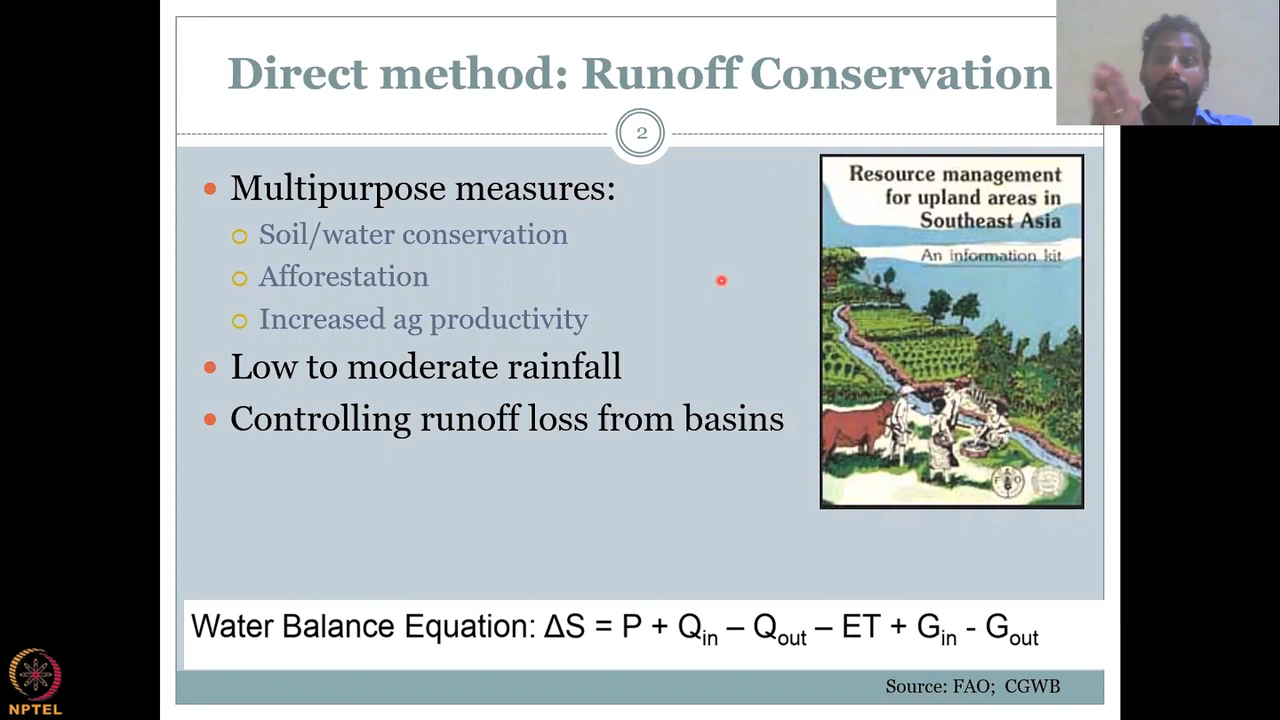 Direct method: Runoff Conservation
2
Multipurpose measures:
Soil/water conservation
Afforestation
Increased ag productivity
Low to moderate rainfall
Controlling runoff loss from basins
Resource management
for upland areas in
Southeast Asia
An information kit
FAO
Water Balance Equation: ΔS = P + Qin – Qout – ET + Gin - Gout
Source: FAO; CGWB
NPTEL